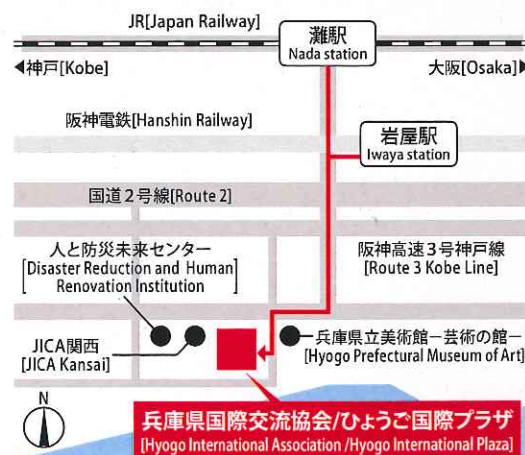 JR[Japan Railway]
灘駅
Nada station
◀神戸[Kobe]
大阪[Osaka]▶
阪神電鉄[Hanshin Railway]
岩屋駅
Iwaya station
国道2号線[Route 2]
人と防災未来センター
[Disaster Reduction and Human
Renovation Institution]
阪神高速3号神戸線
[Route 3 Kobe Line]
JICA関西
[JICA Kansai]
兵庫県立美術館ー芸術の館ー
[Hyogo Prefectural Museum of Art]
N
兵庫県国際交流協会/ひょうご国際プラザ
[Hyogo International Association /Hyogo International Plaza]